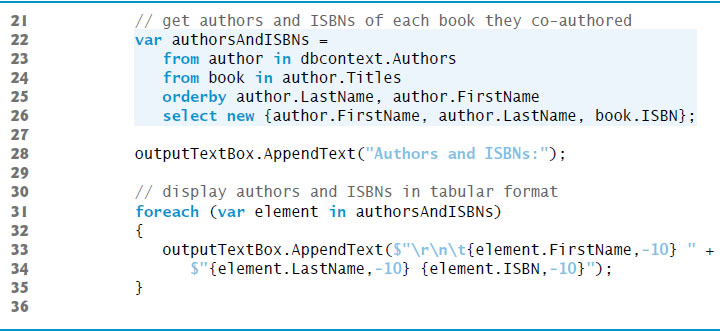 21 // get authors and ISBNs of each book they co-authored
22 var authorsAndISBNs =
23 from author in dbcontext.Authors
24 from book in author.Titles
25 orderby author.LastName, author.FirstName
26 select new {author.FirstName, author.LastName, book.ISBN};
27
28 outputTextBox.AppendText("Authors and ISBNs:");
29
30 // display authors and ISBNs in tabular format
31 foreach (var element in authorsAndISBNs)
32 {
33 outputTextBox.AppendText($"\r\n\t{element.FirstName,-10} " +
34 $"{element.LastName,-10} {element.ISBN,-10}");
35 }
36